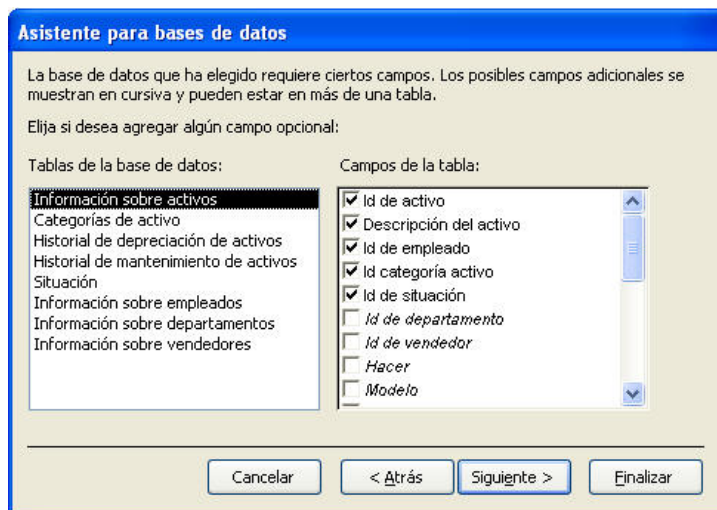 Asistente para bases de datos
La base de datos que ha elegido requiere ciertos campos. Los posibles campos adicionales se
muestran en cursiva y pueden estar en más de una tabla.
Elija si desea agregar algún campo opcional:
Tablas de la base de datos:
Información sobre activos
Categorías de activo
Historial de depreciación de activos
Historial de mantenimiento de activos
Situación
Información sobre empleados
Información sobre departamentos
Información sobre vendedores
Campos de la tabla:
Id de activo
Descripción del activo
Id de empleado
Id categoría activo
Id de situación
Id de departamento
Id de vendedor
Hacer
Modelo
Cancelar
< Atrás
Siguiente >
Finalizar